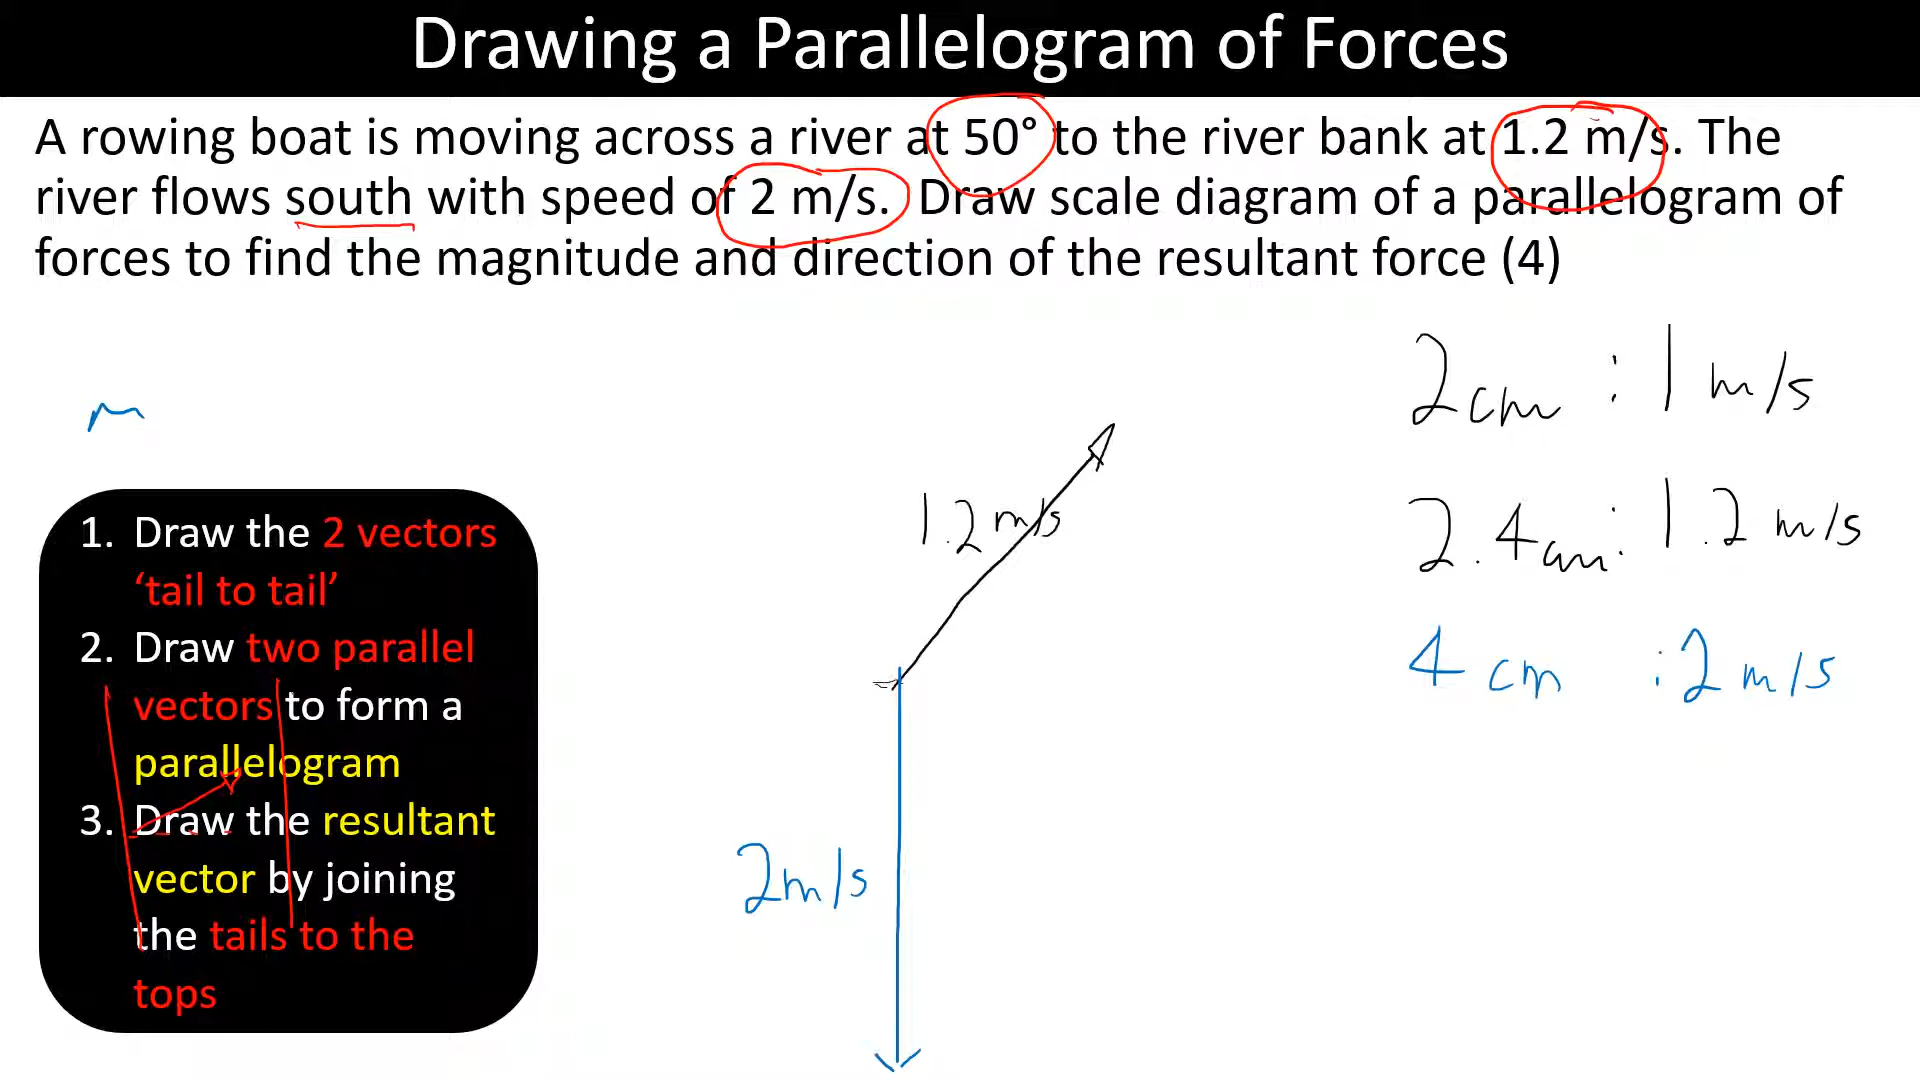 Drawing a Parallelogram of Forces
A rowing boat is moving across a river at 50° to the river bank at 1.2 m/s. The
river flows south with speed of 2 m/s. Draw scale diagram of a parallelogram of
forces to find the magnitude and direction of the resultant force (4)
2cm : 1 m/s
1.2 m/s
2.4cm : 1.2 m/s
4 cm : 2 m/s
2m/s
1. Draw the 2 vectors
‘tail to tail’
2. Draw two parallel
vectors to form a
parallelogram
3. Draw the resultant
vector by joining
the tails to the
tops